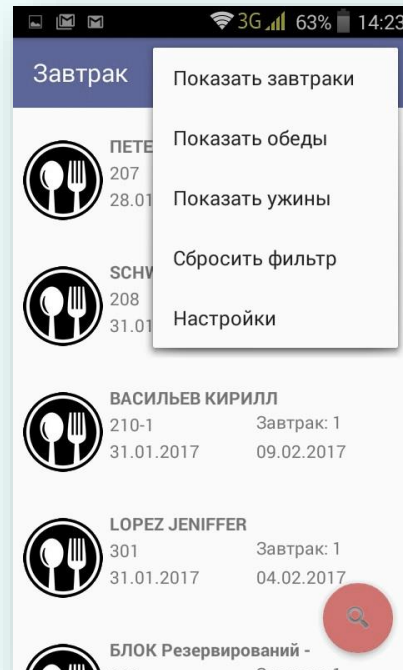 3G 63% 14:23
Завтрак
Показать завтраки
Показать обеды
Показать ужины
Сбросить фильтр
Настройки
207
28.01
208
31.01
ВАСИЛЬЕВ КИРИЛЛ
210-1 Завтрак: 1
31.01.2017 09.02.2017
LOPEZ JENIFFER
301 Завтрак: 1
31.01.2017 04.02.2017
БЛОК Резервирований -